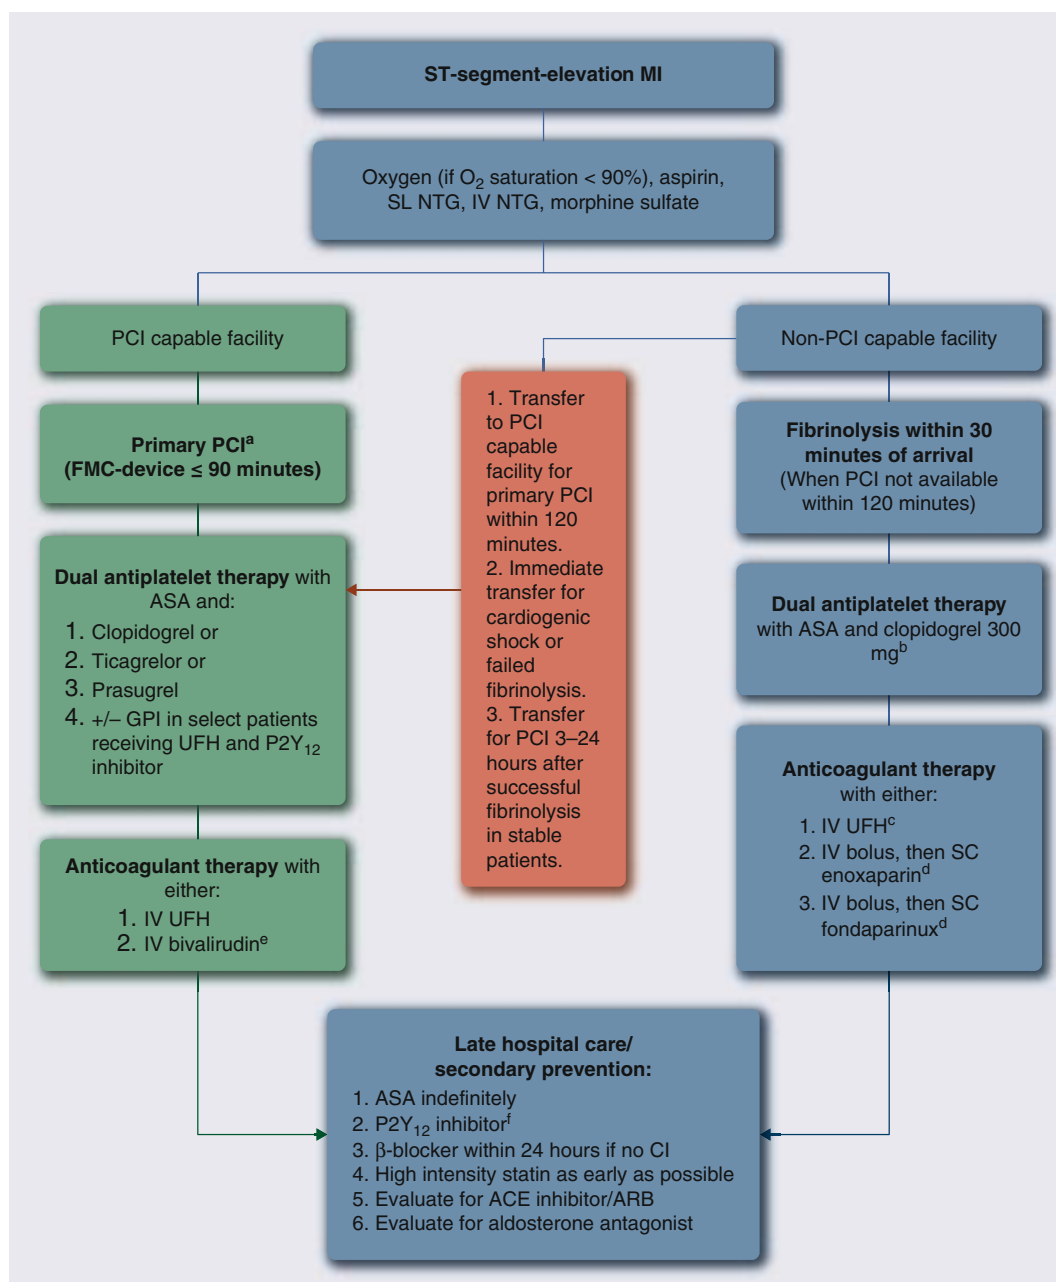 ST-segment-elevation MI
Oxygen (if O₂ saturation < 90%), aspirin,
SL NTG, IV NTG, morphine sulfate
PCI capable facility
Non-PCI capable facility
Primary PCIᵃ
(FMC-device ≤ 90 minutes)
Dual antiplatelet therapy with
ASA and:
1. Clopidogrel or
2. Ticagrelor or
3. Prasugrel
4. +/– GPI in select patients
receiving UFH and P2Y₁₂
inhibitor
Anticoagulant therapy with
either:
1. IV UFH
2. IV bivalirudinᵉ
1. Transfer
to PCI
capable
facility for
primary PCI
within 120
minutes.
2. Immediate
transfer for
cardiogenic
shock or
failed
fibrinolysis.
3. Transfer
for PCI 3–24
hours after
successful
fibrinolysis
in stable
patients.
Fibrinolysis within 30
minutes of arrival
(When PCI not available
within 120 minutes)
Dual antiplatelet therapy
with ASA and clopidogrel 300
mgᵇ
Anticoagulant therapy
with either:
1. IV UFHᶜ
2. IV bolus, then SC
enoxaparinᵈ
3. IV bolus, then SC
fondaparinuxᵈ
Late hospital care/
secondary prevention:
1. ASA indefinitely
2. P2Y₁₂ inhibitorᶠ
3. β-blocker within 24 hours if no CI
4. High intensity statin as early as possible
5. Evaluate for ACE inhibitor/ARB
6. Evaluate for aldosterone antagonist